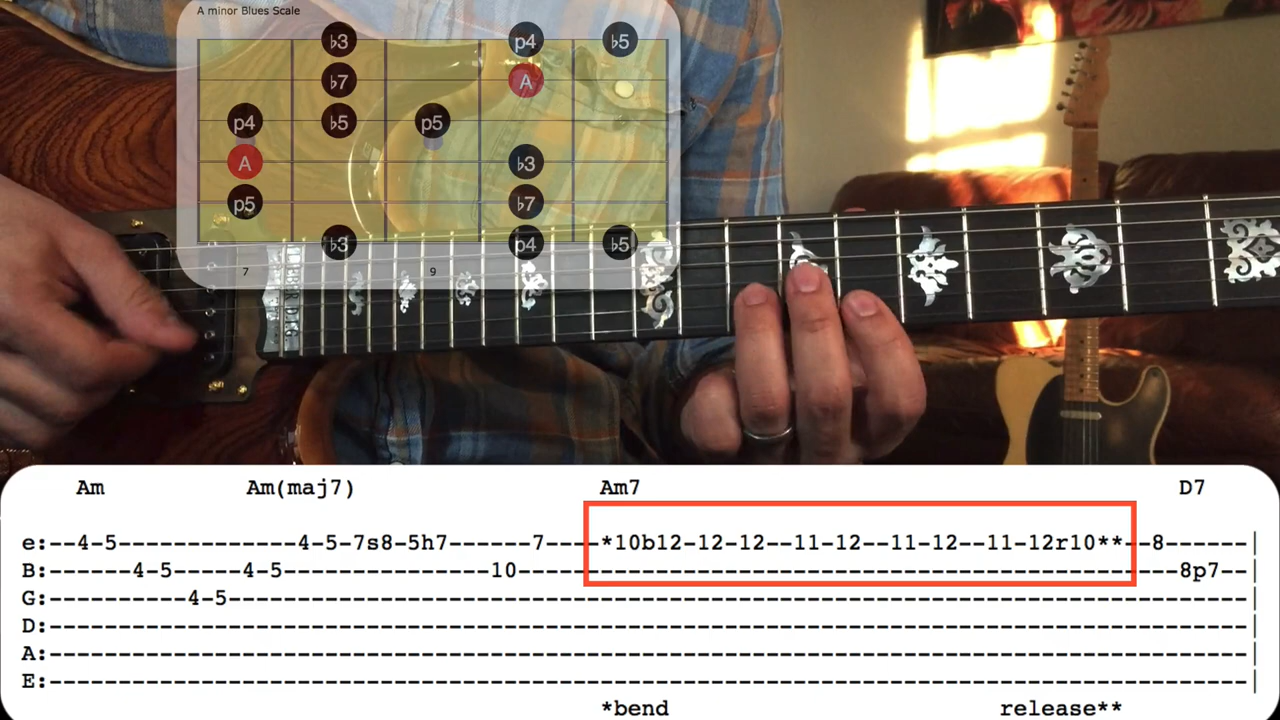 A minor Blues Scale
♭3 p4 ♭5
♭7 A
p4 ♭5 p5
A ♭3
p5 ♭7
♭3 p4 ♭5
7 9
Am Am(maj7) Am7 D7
e:--4-5-------------4-5-7s8-5h7------7----*10b12-12-12--11-12--11-12--11-12r10**--8------|
B:------4-5-----4-5---------------10------------------------------------------------8p7--|
G:----------4-5--------------------------------------------------------------------------|
D:---------------------------------------------------------------------------------------|
A:---------------------------------------------------------------------------------------|
E:---------------------------------------------------------------------------------------|
*bend release**